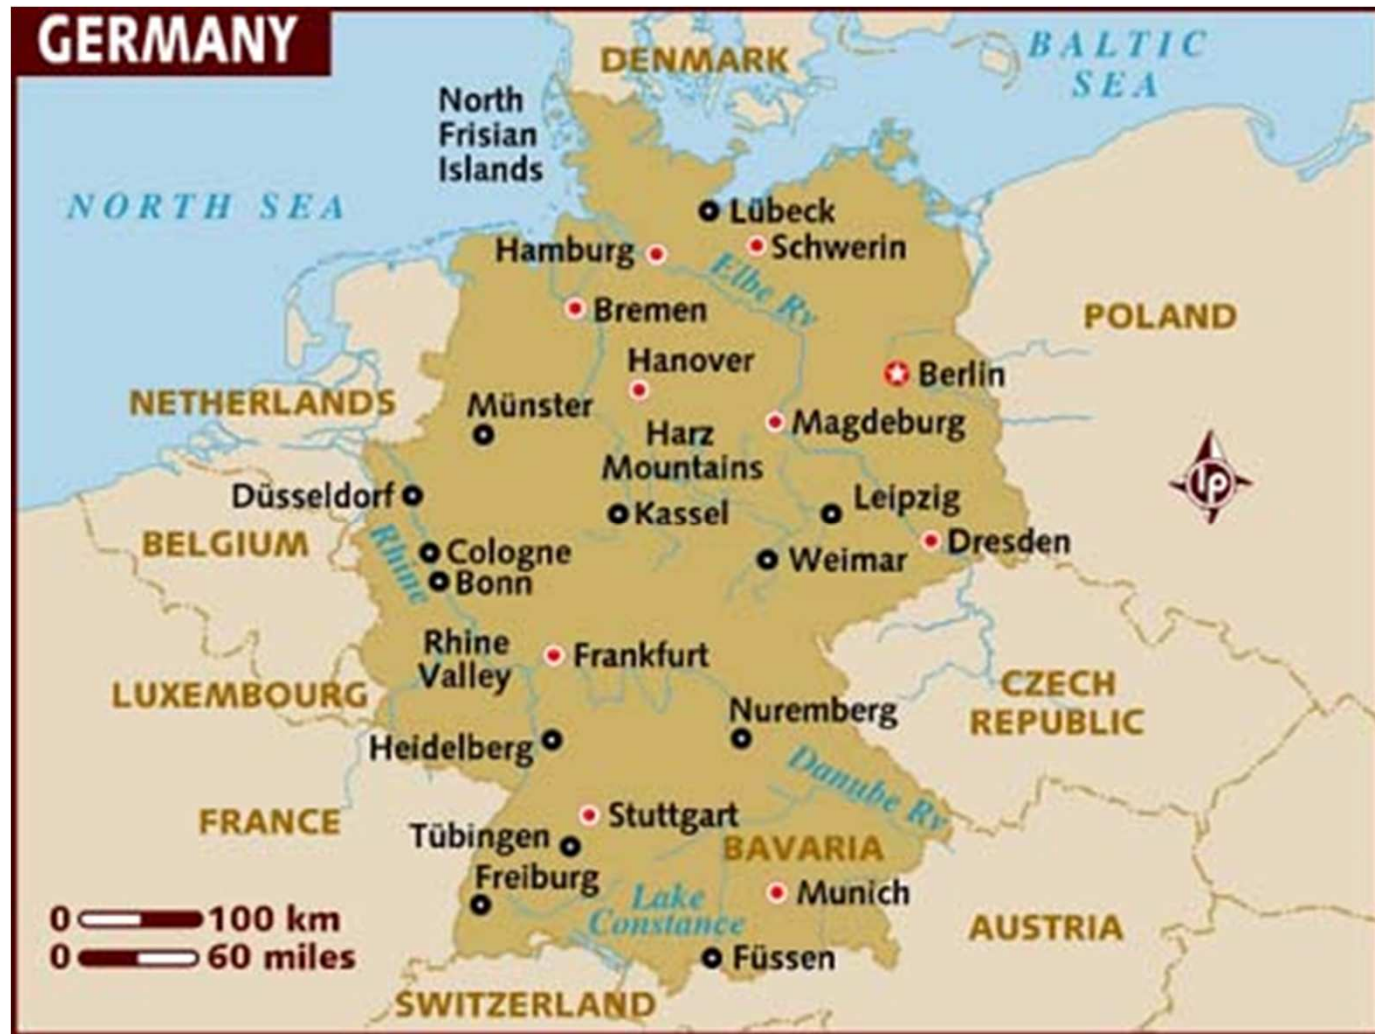 GERMANY
DENMARK
BALTIC
SEA
North
Frisian
Islands
NORTH SEA
Lübeck
Hamburg
Schwerin
Elbe Rv
Bremen
POLAND
Hanover
Berlin
NETHERLANDS
Münster
Magdeburg
Harz
Mountains
Düsseldorf
Kassel
Leipzig
lp
BELGIUM
Rhine
Cologne
Weimar
Dresden
Bonn
Rhine
Valley
Frankfurt
LUXEMBOURG
CZECH
REPUBLIC
Nuremberg
Heidelberg
Danube Rv
FRANCE
Stuttgart
Tübingen
BAVARIA
Freiburg
Lake
Constance
Munich
0 100 km
AUSTRIA
0 60 miles
Füssen
SWITZERLAND